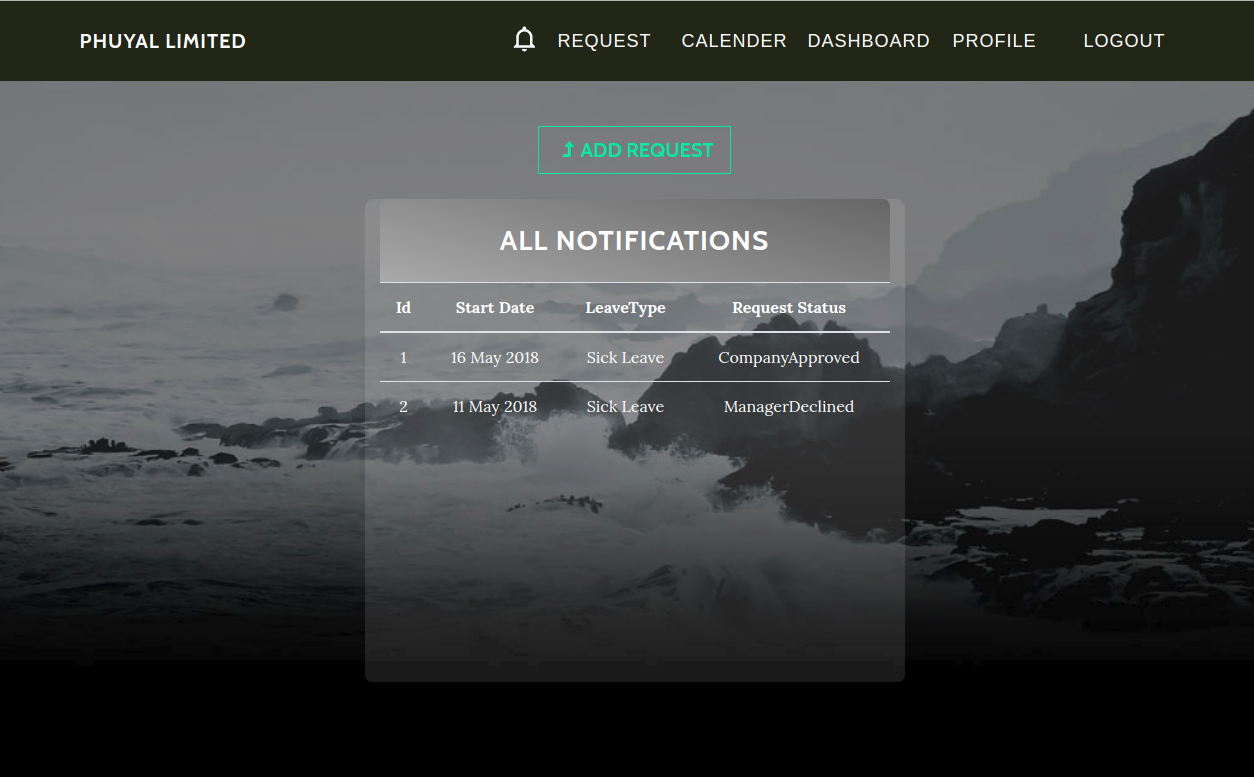 PHUYAL LIMITED REQUEST CALENDER DASHBOARD PROFILE LOGOUT
ADD REQUEST
ALL NOTIFICATIONS
Id Start Date LeaveType Request Status
1 16 May 2018 Sick Leave CompanyApproved
2 11 May 2018 Sick Leave ManagerDeclined